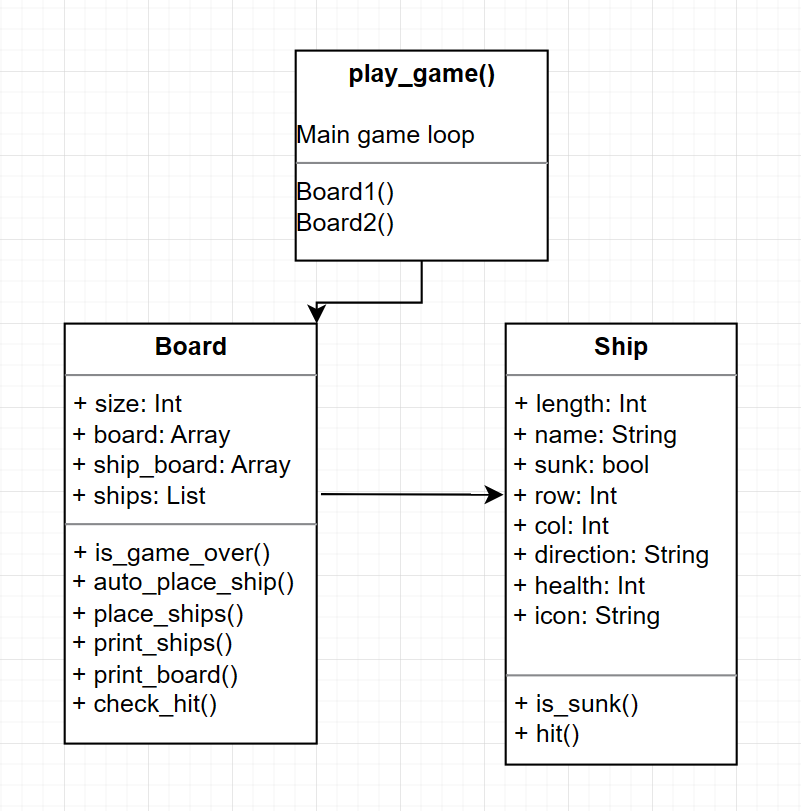 play_game()
Main game loop
Board1()
Board2()
Board
+ size: Int
+ board: Array
+ ship_board: Array
+ ships: List
+ is_game_over()
+ auto_place_ship()
+ place_ships()
+ print_ships()
+ print_board()
+ check_hit()
Ship
+ length: Int
+ name: String
+ sunk: bool
+ row: Int
+ col: Int
+ direction: String
+ health: Int
+ icon: String
+ is_sunk()
+ hit()